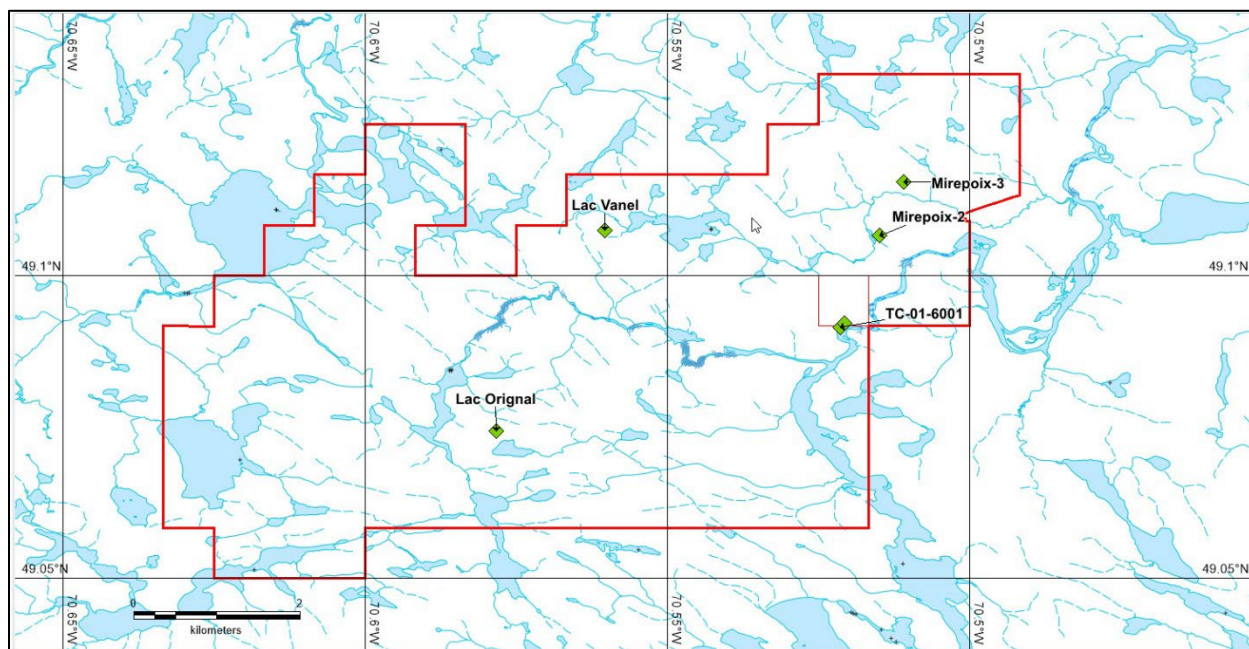 70.65°W
70.6°W
70.55°W
70.5°W
Mirepoix-3
Lac Vanel
Mirepoix-2
49.1°N
49.1°N
TC-01-6001
Lac Orignal
49.05°N
49.05°N
0
2
kilometers
70.65°W
70.6°W
70.55°W
70.5°W